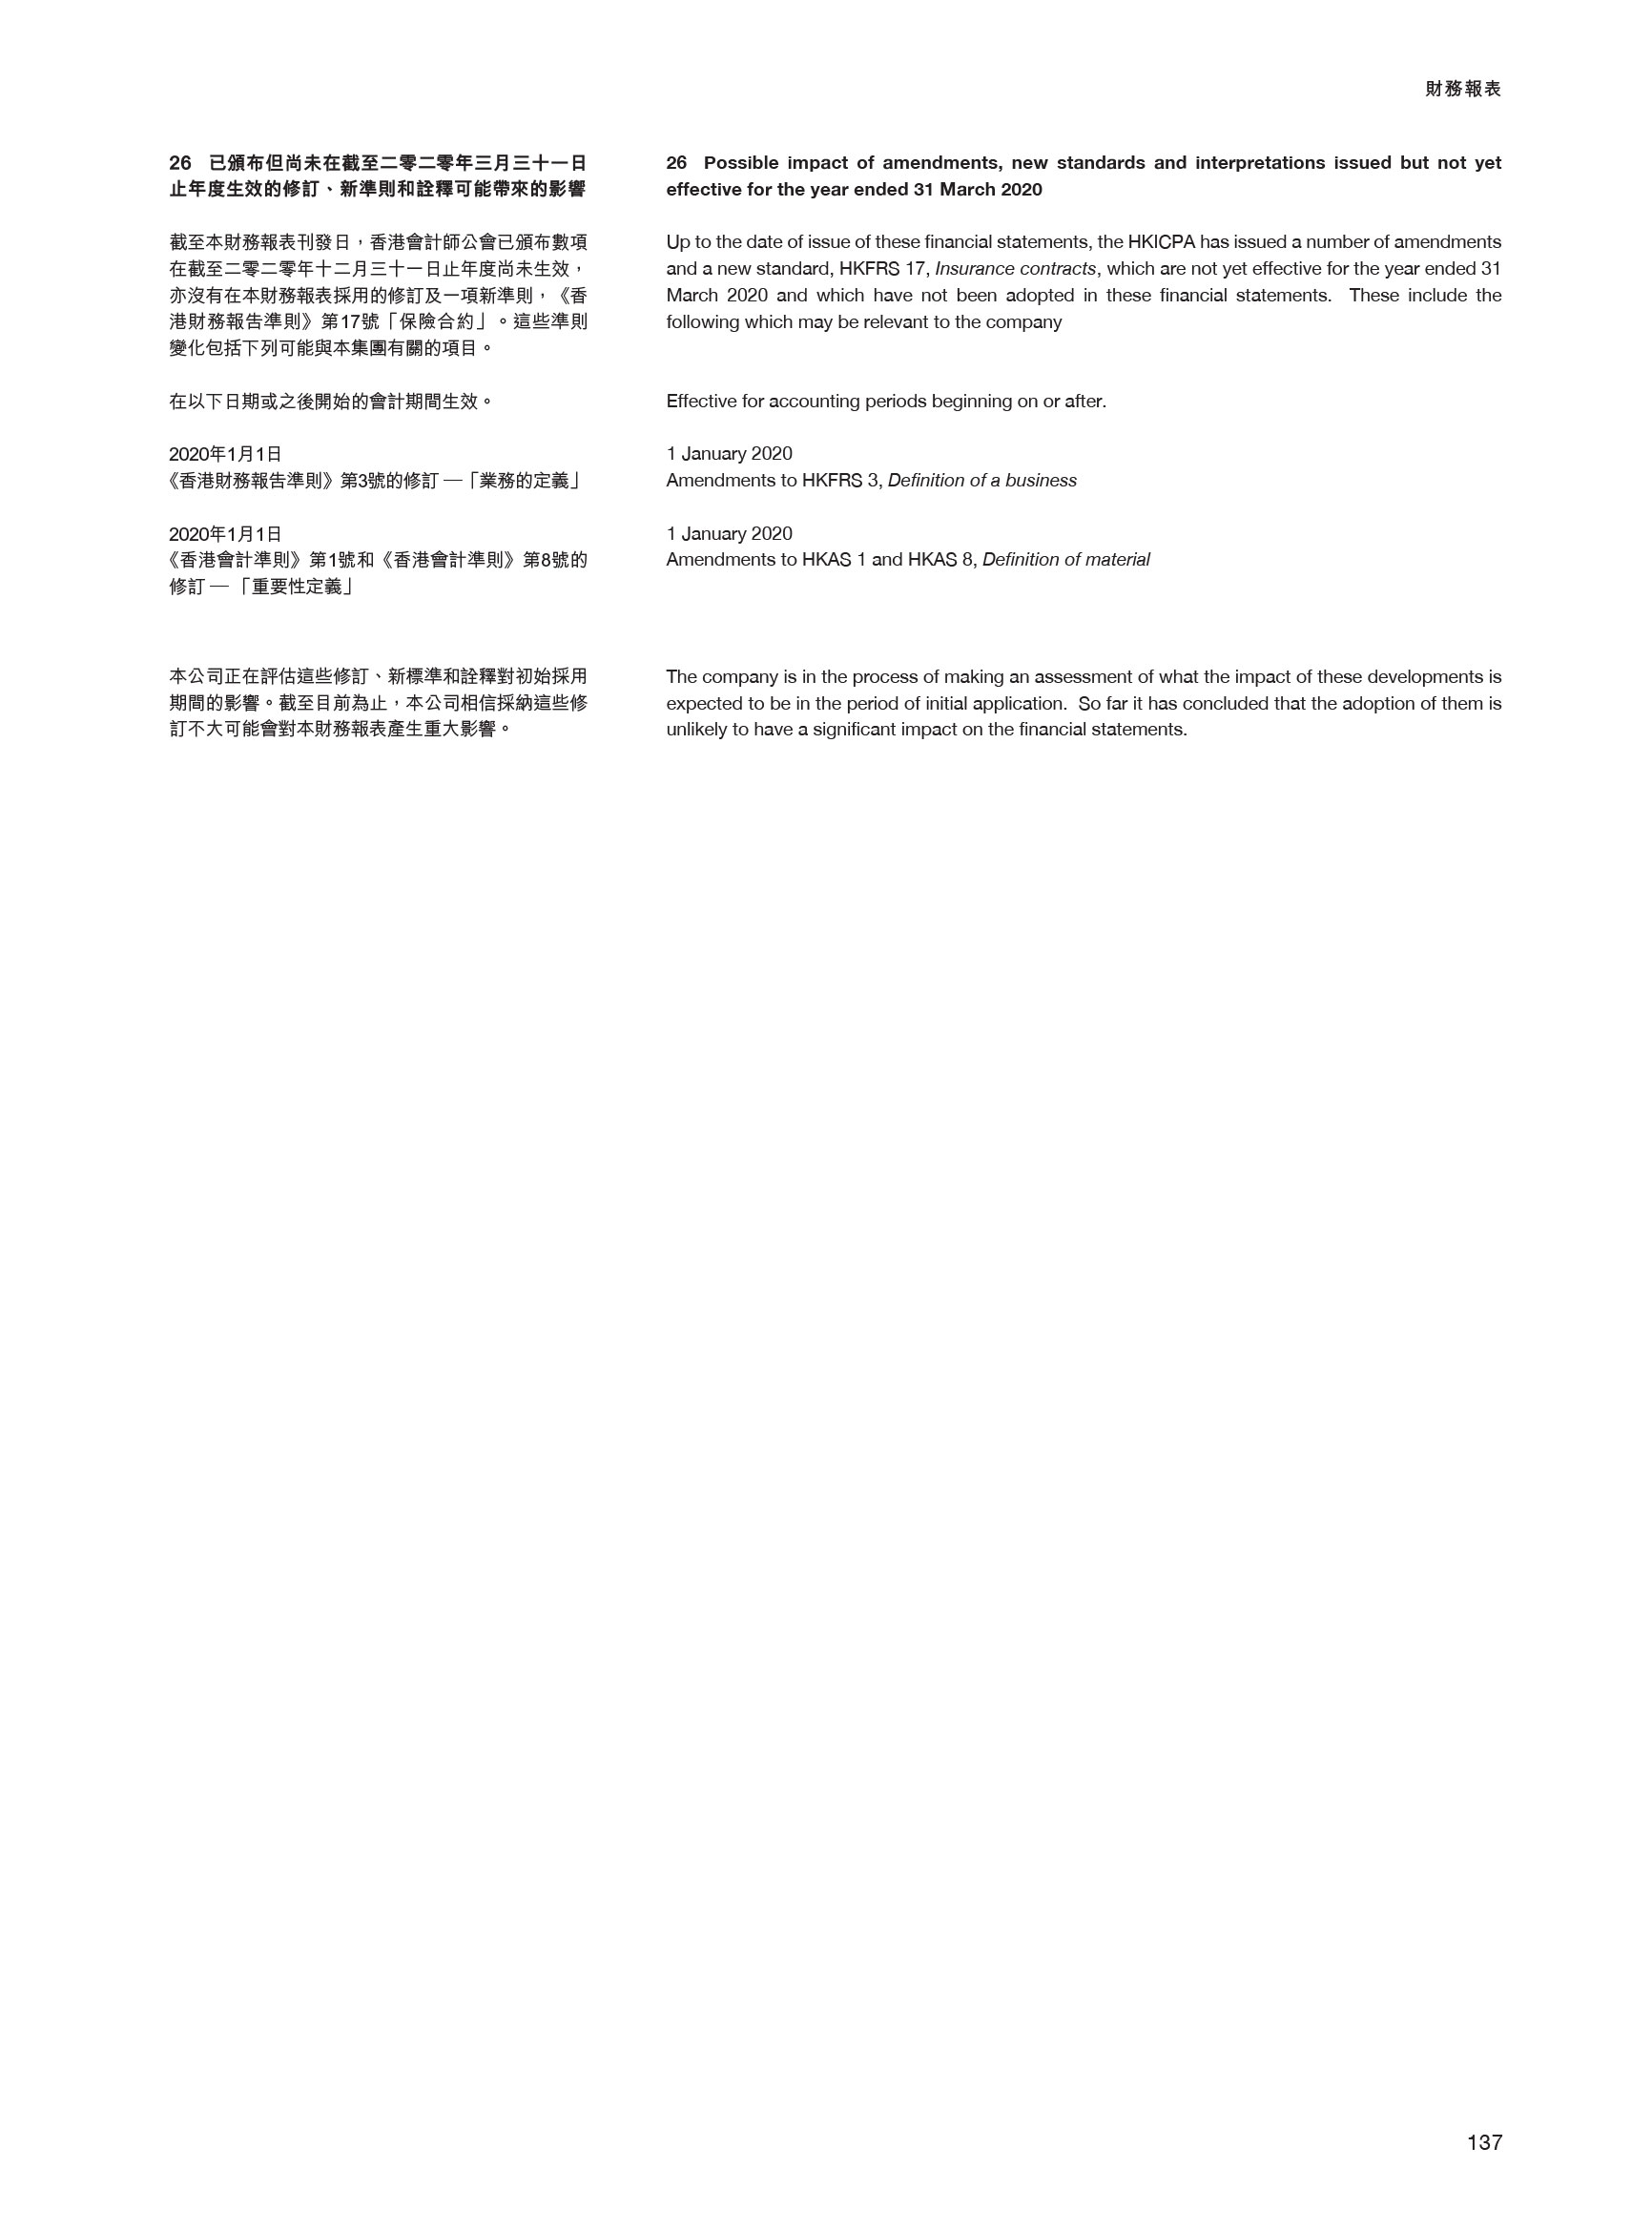 財務報表
26 已頒布但尚未在截至二零二零年三月三十一日
止年度生效的修訂、新準則和詮釋可能帶來的影響
截至本財務報表刊發日，香港會計師公會已頒布數項
在截至二零二零年十二月三十一日止年度尚未生效，
亦沒有在本財務報表採用的修訂及一項新準則，《香
港財務報告準則》第17號「保險合約」。這些準則
變化包括下列可能與本集團有關的項目。
在以下日期或之後開始的會計期間生效。
2020年1月1日
《香港財務報告準則》第3號的修訂 —「業務的定義」
2020年1月1日
《香港會計準則》第1號和《香港會計準則》第8號的
修訂 — 「重要性定義」
本公司正在評估這些修訂、新標準和詮釋對初始採用
期間的影響。截至目前為止，本公司相信採納這些修
訂不大可能會對本財務報表產生重大影響。
26 Possible impact of amendments, new standards and interpretations issued but not yet
effective for the year ended 31 March 2020
Up to the date of issue of these financial statements, the HKICPA has issued a number of amendments
and a new standard, HKFRS 17, Insurance contracts, which are not yet effective for the year ended 31
March 2020 and which have not been adopted in these financial statements. These include the
following which may be relevant to the company
Effective for accounting periods beginning on or after.
1 January 2020
Amendments to HKFRS 3, Definition of a business
1 January 2020
Amendments to HKAS 1 and HKAS 8, Definition of material
The company is in the process of making an assessment of what the impact of these developments is
expected to be in the period of initial application. So far it has concluded that the adoption of them is
unlikely to have a significant impact on the financial statements.
137